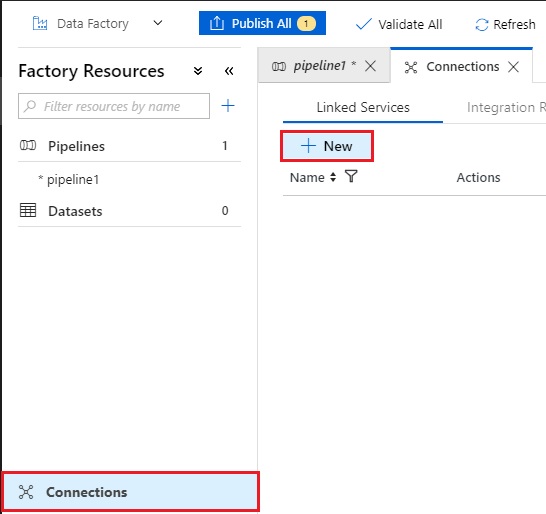 Data Factory
Publish All 1
Validate All
Refresh
Factory Resources
Filter resources by name
Pipelines 1
* pipeline1
Datasets 0
pipeline1 *
Connections
Linked Services
Integration R
New
Name
Actions
Connections